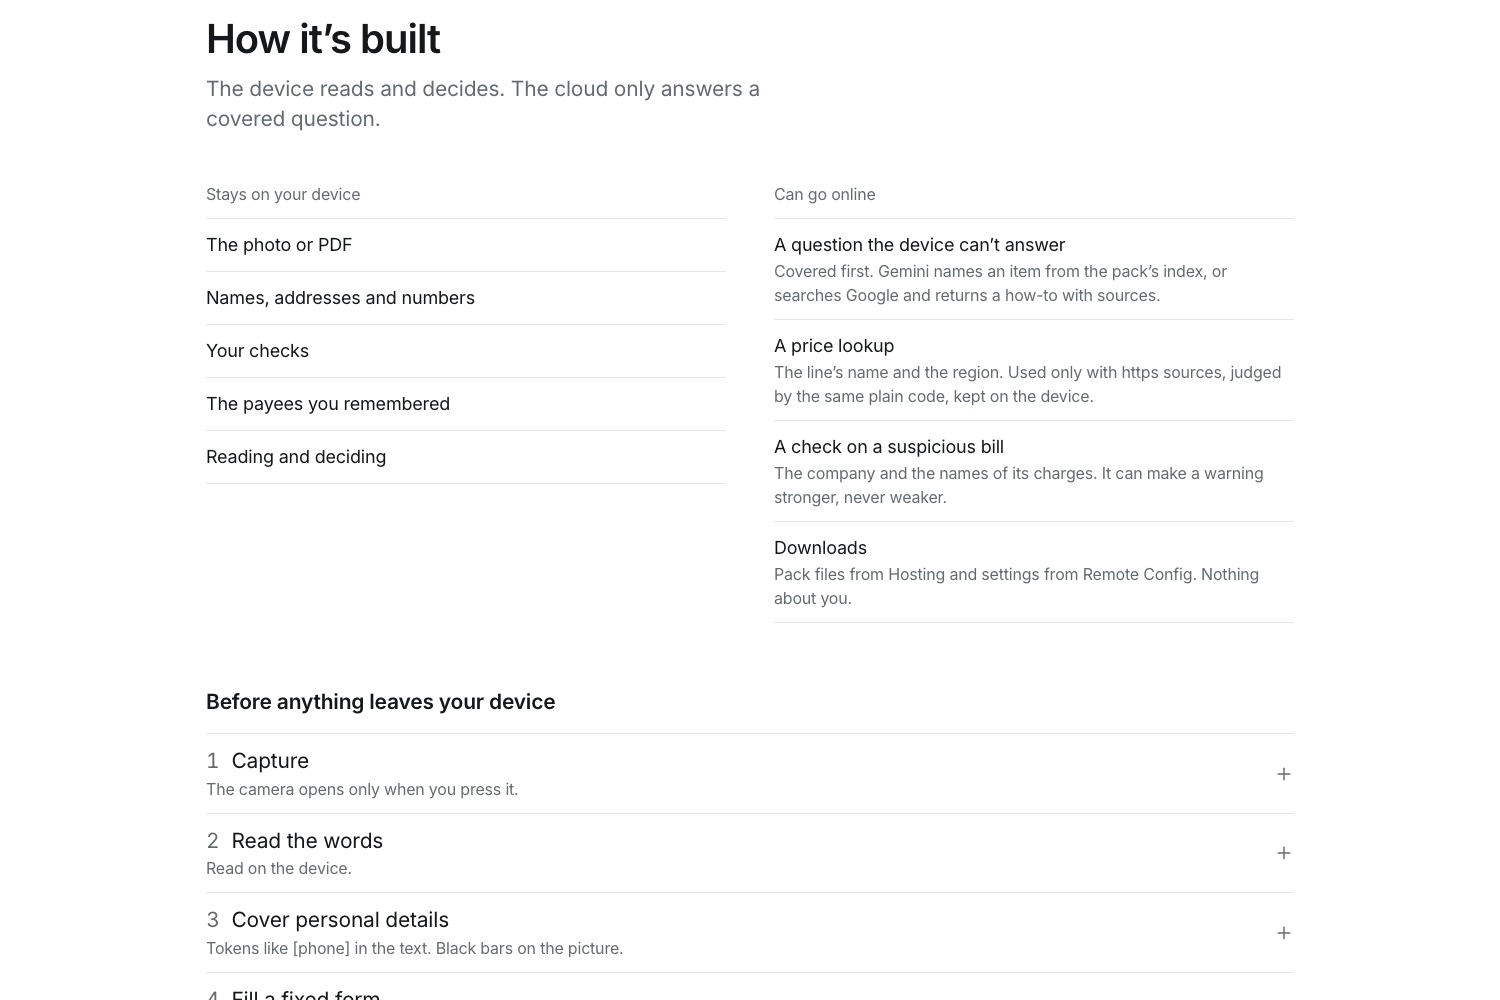 How it’s built
The device reads and decides. The cloud only answers a
covered question.
Stays on your device
The photo or PDF
Names, addresses and numbers
Your checks
The payees you remembered
Reading and deciding
Can go online
A question the device can’t answer
Covered first. Gemini names an item from the pack’s index, or
searches Google and returns a how-to with sources.
A price lookup
The line’s name and the region. Used only with https sources, judged
by the same plain code, kept on the device.
A check on a suspicious bill
The company and the names of its charges. It can make a warning
stronger, never weaker.
Downloads
Pack files from Hosting and settings from Remote Config. Nothing
about you.
Before anything leaves your device
1 Capture
The camera opens only when you press it.
2 Read the words
Read on the device.
3 Cover personal details
Tokens like [phone] in the text. Black bars on the picture.
4 Fill a fixed form